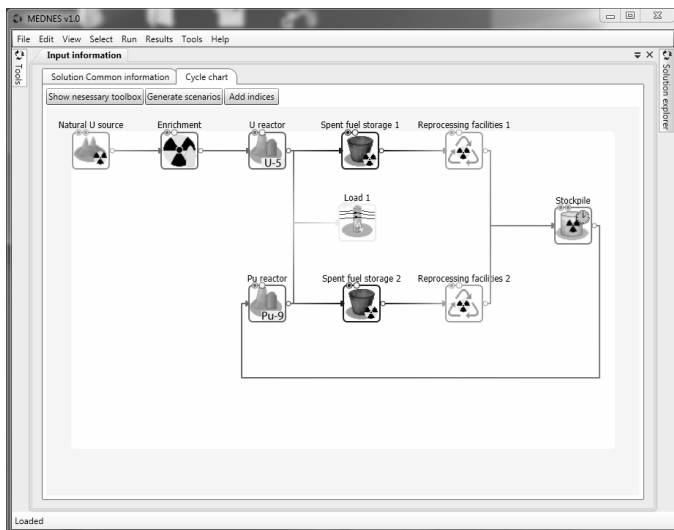 MEDNES v1.0
File Edit View Select Run Results Tools Help
Tools
Input information
Solution explorer
Solution Common information Cycle chart
Show nesessary toolbox Generate scenarios Add indices
Natural U source Enrichment U reactor Spent fuel storage 1 Reprocessing facilities 1
U-5
Load 1
Stockpile
Pu reactor Spent fuel storage 2 Reprocessing facilities 2
Pu-9
Loaded